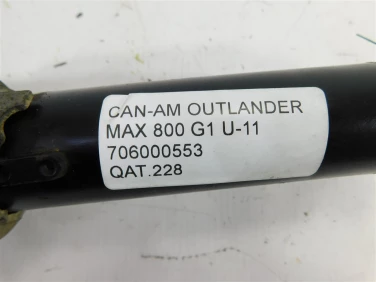 CAN-AM OUTLANDER
MAX 800 G1 U-11
706000553
QAT.228